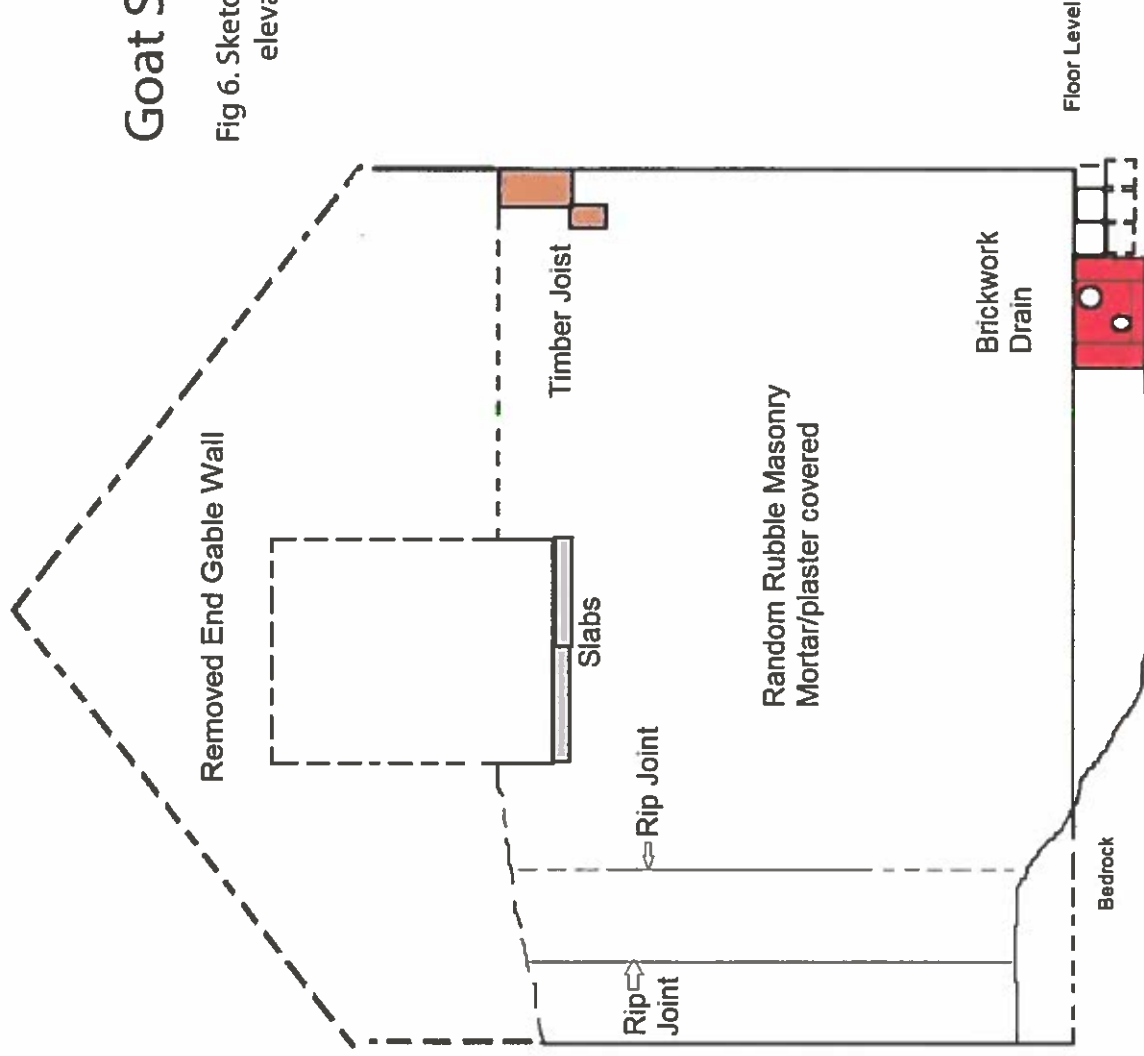 Goat S
Fig 6. Sketc
eleva
Removed End Gable Wall
Timber Joist
Slabs
Rip Joint
Rip
Joint
Random Rubble Masonry
Mortar/plaster covered
Brickwork
Drain
Floor Level
Bedrock